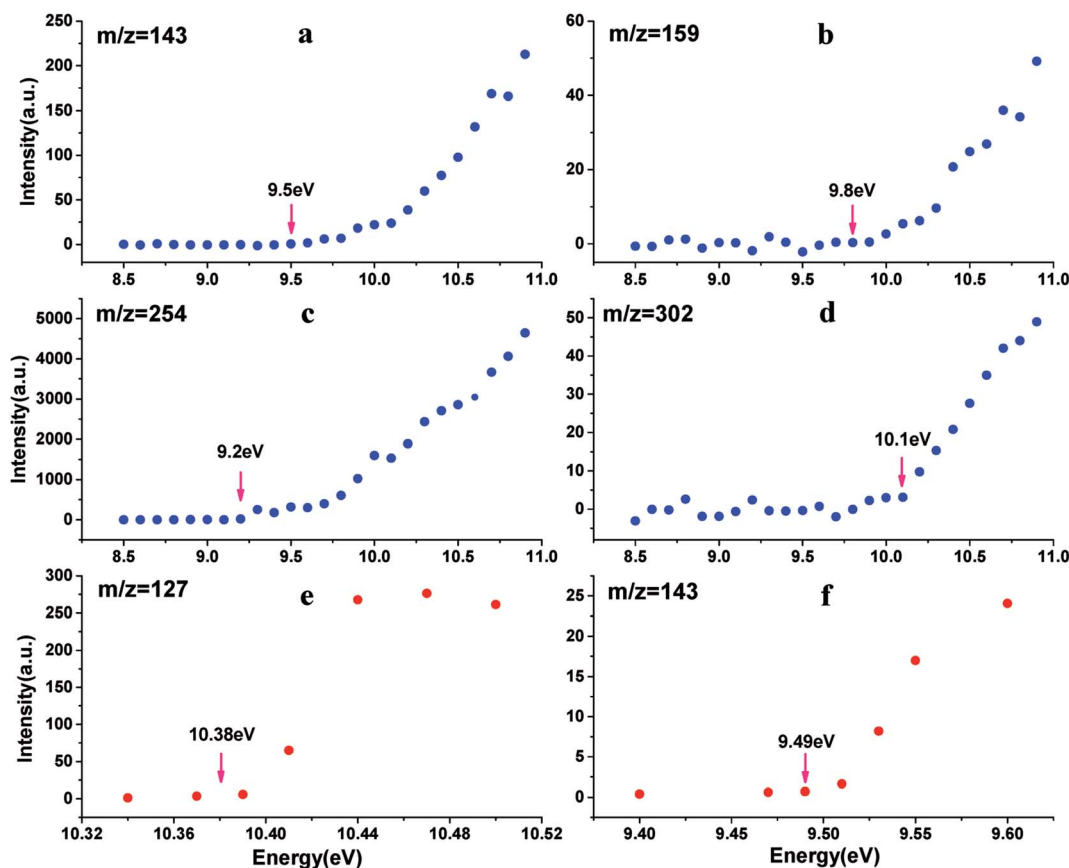 m/z=143
a
Intensity(a.u.)
250
200
150
100
50
0
9.5eV
8.5 9.0 9.5 10.0 10.5 11.0
m/z=159
b
60
40
20
0
9.8eV
8.5 9.0 9.5 10.0 10.5 11.0
m/z=254
c
Intensity(a.u.)
5000
4000
3000
2000
1000
0
9.2eV
8.5 9.0 9.5 10.0 10.5 11.0
m/z=302
d
50
40
30
20
10
0
10.1eV
8.5 9.0 9.5 10.0 10.5 11.0
m/z=127
e
Intensity(a.u.)
300
250
200
150
100
50
0
10.38eV
10.32 10.36 10.40 10.44 10.48 10.52
Energy(eV)
m/z=143
f
25
20
15
10
5
0
9.49eV
9.40 9.45 9.50 9.55 9.60
Energy(eV)